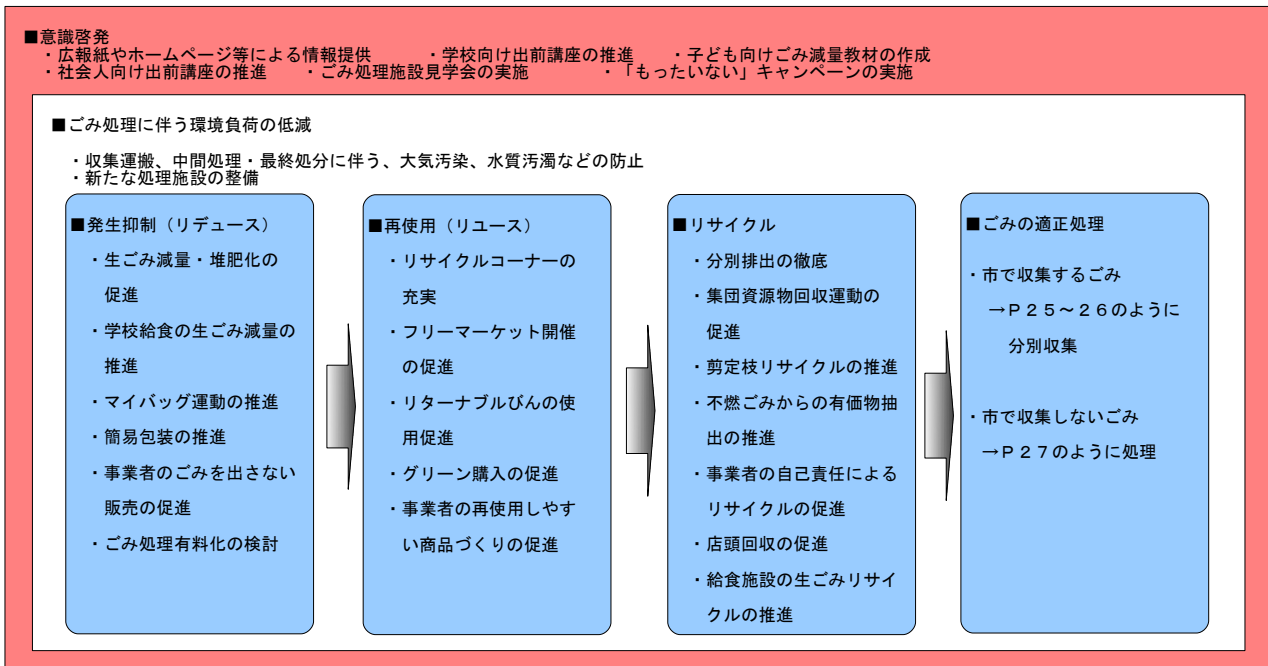 ■意識啓発
・広報紙やホームページ等による情報提供　・学校向け出前講座の推進　・子ども向けごみ減量教材の作成
・社会人向け出前講座の推進　・ごみ処理施設見学会の実施　・「もったいない」キャンペーンの実施
■ごみ処理に伴う環境負荷の低減
・収集運搬、中間処理・最終処分に伴う、大気汚染、水質汚濁などの防止
・新たな処理施設の整備
■発生抑制（リデュース）
・生ごみ減量・堆肥化の
促進
・学校給食の生ごみ減量の
推進
・マイバッグ運動の推進
・簡易包装の推進
・事業者のごみを出さない
販売の促進
・ごみ処理有料化の検討
■再使用（リユース）
・リサイクルコーナーの
充実
・フリーマーケット開催
の促進
・リターナブルびんの使
用促進
・グリーン購入の促進
・事業者の再使用しやす
い商品づくりの促進
■リサイクル
・分別排出の徹底
・集団資源物回収運動の
促進
・剪定枝リサイクルの推進
・不燃ごみからの有価物抽
出の推進
・事業者の自己責任による
リサイクルの促進
・店頭回収の促進
・給食施設の生ごみリサイ
クルの推進
■ごみの適正処理
・市で収集するごみ
→Ｐ２５～２６のように
分別収集
・市で収集しないごみ
→Ｐ２７のように処理